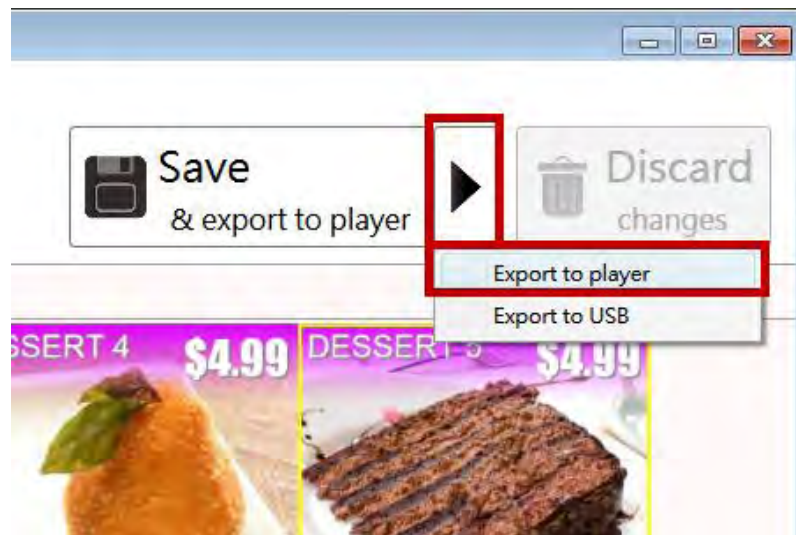 Save
& export to player
Discard
changes
Export to player
Export to USB
SSERT 4
$4.99
DESSERT 5
$4.99